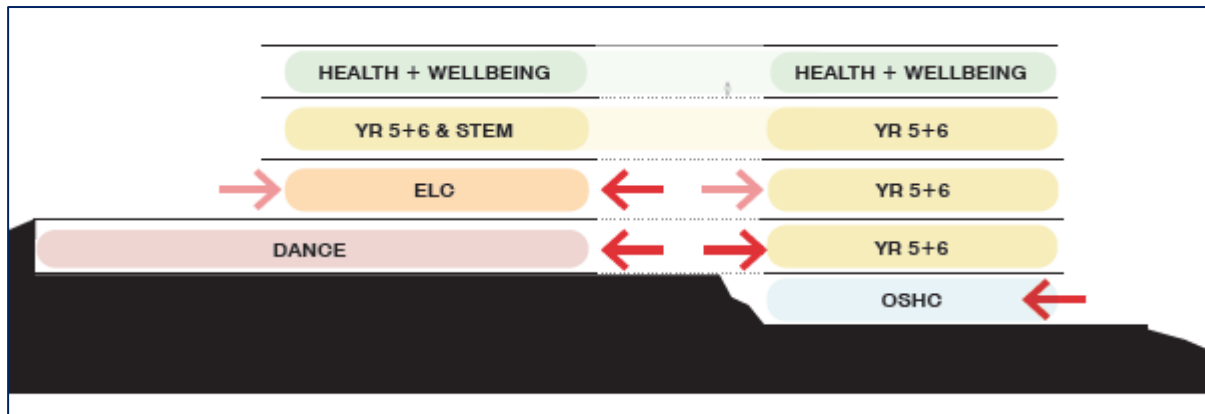 HEALTH + WELLBEING
HEALTH + WELLBEING
YR 5+6 & STEM
YR 5+6
ELC
YR 5+6
DANCE
YR 5+6
OSHC